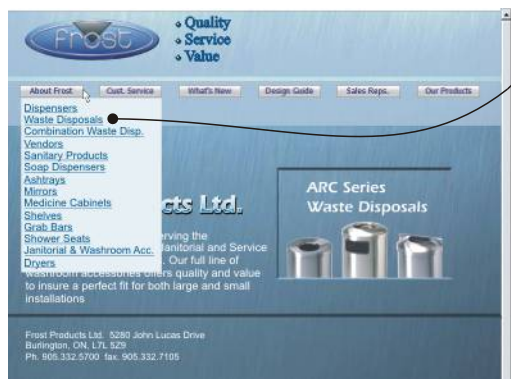 Frost
Quality
Service
Value
About Frost
Cust. Service
What's New
Design Guide
Sales Reps.
Our Products
Dispensers
Waste Disposals
Combination Waste Disp.
Vendors
Sanitary Products
Soap Dispensers
Ashtrays
Mirrors
Medicine Cabinets
Shelves
Grab Bars
Shower Seats
Janitorial & Washroom Acc.
Dryers
cts Ltd.
erving the
Janitorial and Service
. Our full line of
washroom accessories offers quality and value
to insure a perfect fit for both large and small
installations
ARC Series
Waste Disposals
Frost Products Ltd. 5280 John Lucas Drive
Burlington, ON. L7L 5Z9
Ph. 905.332.5700 fax. 905.332.7105